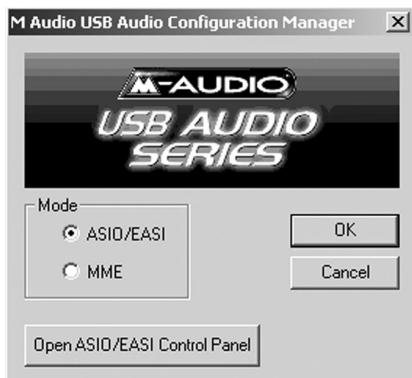 M Audio USB Audio Configuration Manager
M-AUDIO
USB AUDIO
SERIES
Mode
ASIO/EASI
MME
OK
Cancel
Open ASIO/EASI Control Panel